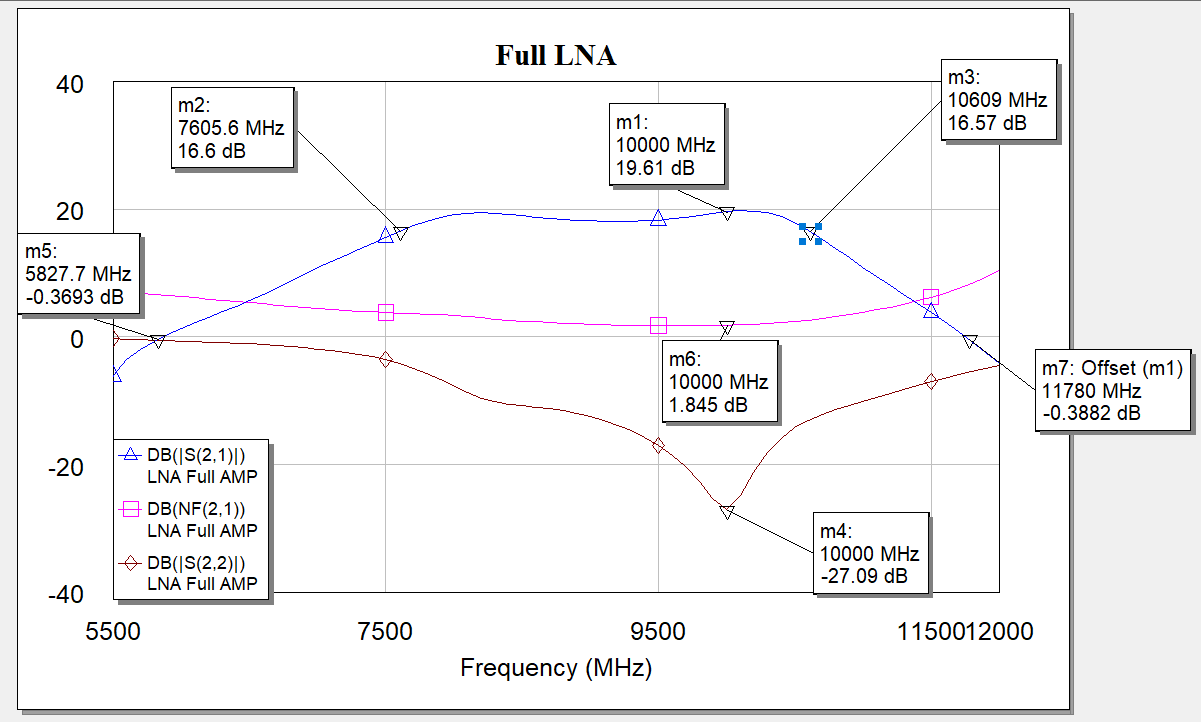 Full LNA
40
20
0
-20
-40
m2:
7605.6 MHz
16.6 dB
m1:
10000 MHz
19.61 dB
m3:
10609 MHz
16.57 dB
m5:
5827.7 MHz
-0.3693 dB
m6:
10000 MHz
1.845 dB
m7: Offset (m1)
11780 MHz
-0.3882 dB
m4:
10000 MHz
-27.09 dB
DB(|S(2,1)|)
LNA Full AMP
DB(NF(2,1))
LNA Full AMP
DB(|S(2,2)|)
LNA Full AMP
5500 7500 9500 11500 12000
Frequency (MHz)